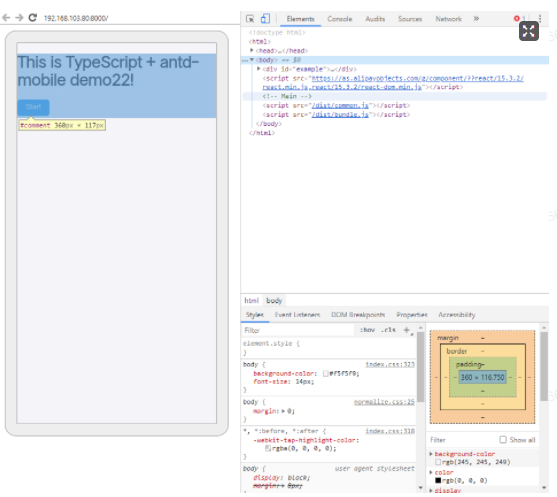 192.168.103.80:8000/
This is TypeScript + antd-
mobile demo22!
Start
#comment 360px × 117px
Elements Console Audits Sources Network »
<!doctype html>
<html>
<head>…</head>
<body> == $0
<div id="example">…</div>
<script src="https://as.alipayobjects.com/g/component/??react/15.3.2/
react.min.js,react/15.3.2/react-dom.min.js"></script>
<!-- Main -->
<script src="/dist/common.js"></script>
<script src="/dist/bundle.js"></script>
</body>
</html>
html body
Styles Event Listeners DOM Breakpoints Properties Accessibility
Filter :hov .cls +
element.style {
}
body { index.css:323
background-color: #f5f5f9;
font-size: 14px;
}
body { normalize.css:25
margin: 0;
}
*, *:before, *:after { index.css:318
-webkit-tap-highlight-color:
rgba(0, 0, 0, 0);
}
body { user agent stylesheet
display: block;
margin: 8px;
margin –
border –
padding –
360 × 116.750
Filter Show all
background-color
rgb(245, 245, 249)
color
rgb(0, 0, 0)
display